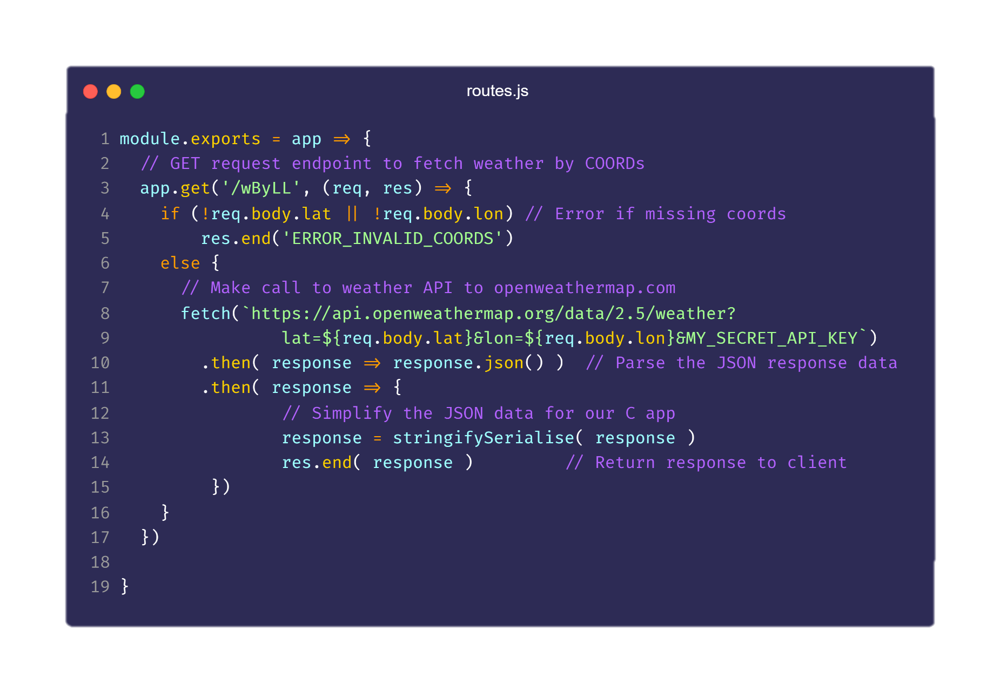 routes.js
1 module.exports = app => {
2   // GET request endpoint to fetch weather by COORDs
3   app.get('/wByLL', (req, res) => {
4     if (!req.body.lat || !req.body.lon) // Error if missing coords
5         res.end('ERROR_INVALID_COORDS')
6     else {
7       // Make call to weather API to openweathermap.com
8       fetch(`https://api.openweathermap.org/data/2.5/weather?
9                 lat=${req.body.lat}&lon=${req.body.lon}&MY_SECRET_API_KEY`)
10         .then( response => response.json() )  // Parse the JSON response data
11         .then( response => {
12                 // Simplify the JSON data for our C app
13                 response = stringifySerialise( response )
14                 res.end( response )         // Return response to client
15          })
16     }
17   })
18
19 }